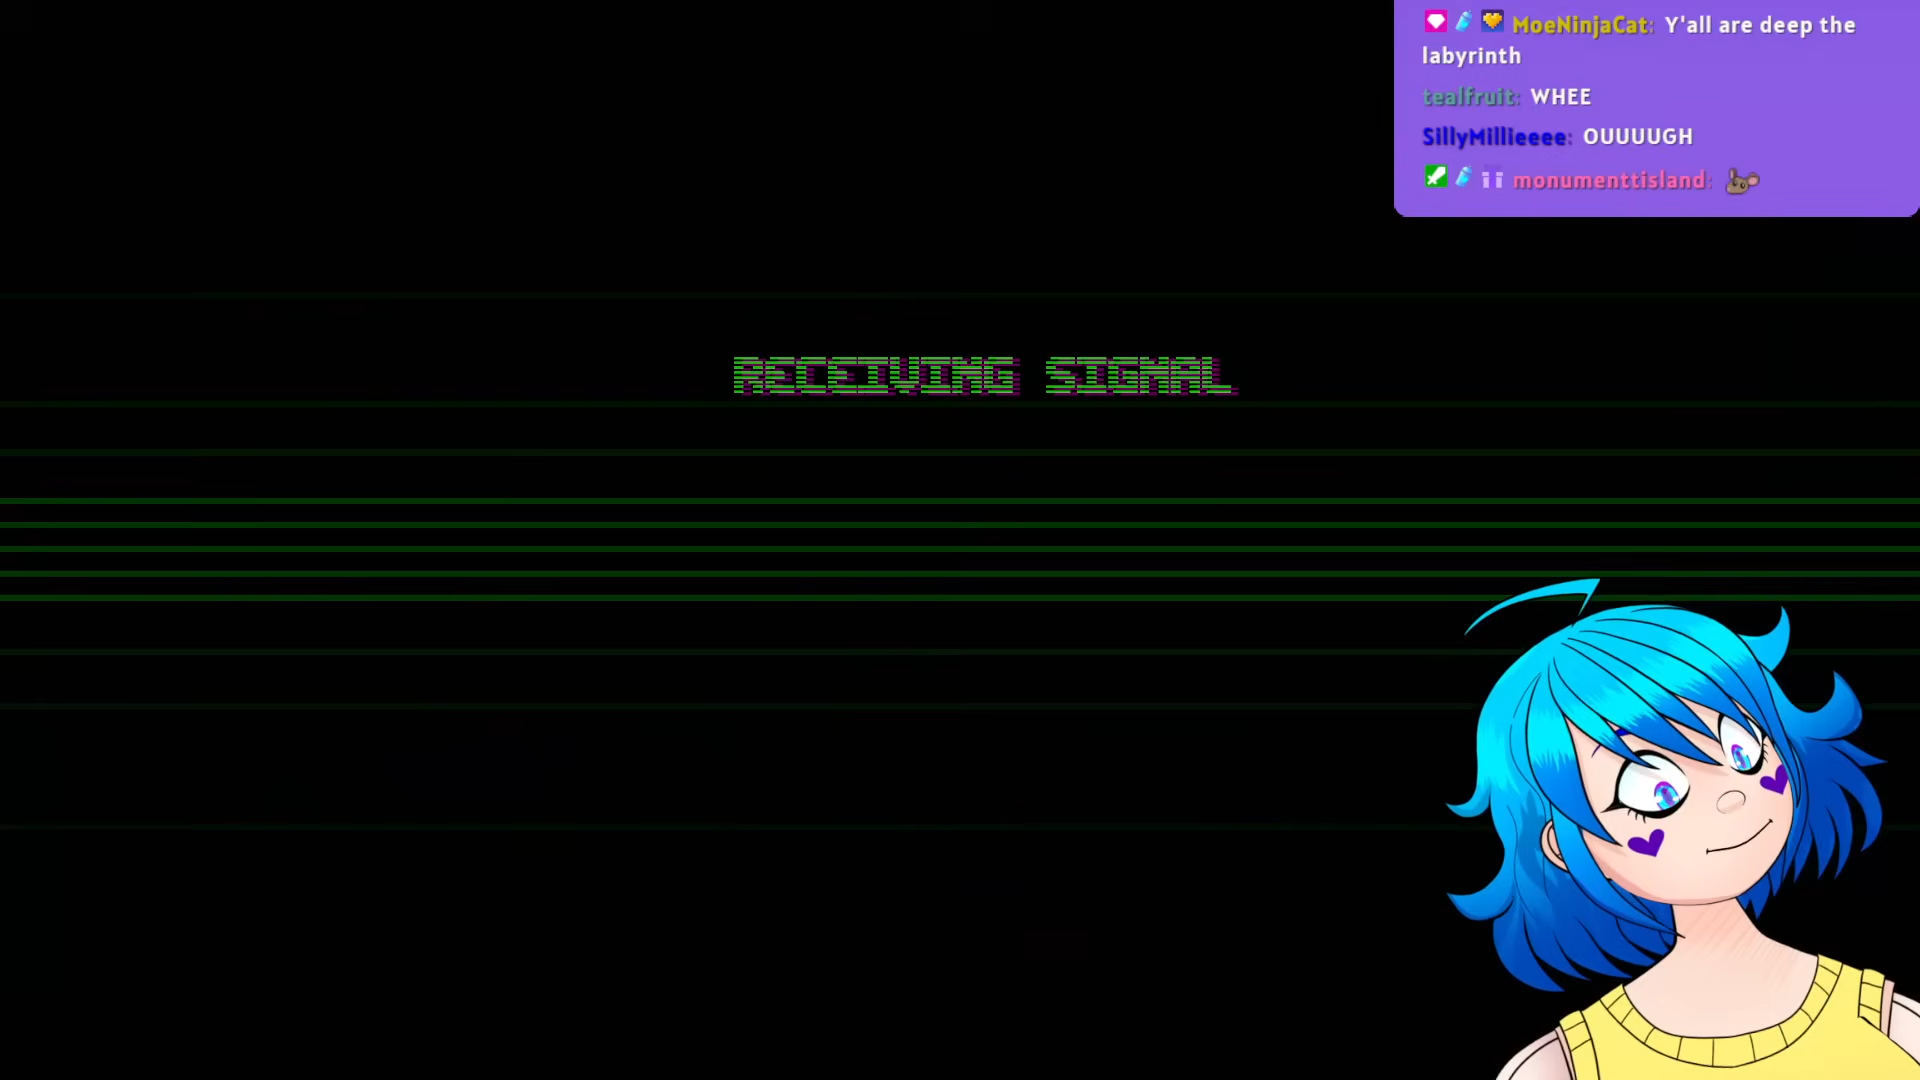 MoeNinjaCat: Y'all are deep the
labyrinth
tealfruit: WHEE
SillyMillieeee: OUUUUGH
monumenttisland:
RECEIVING SIGNAL